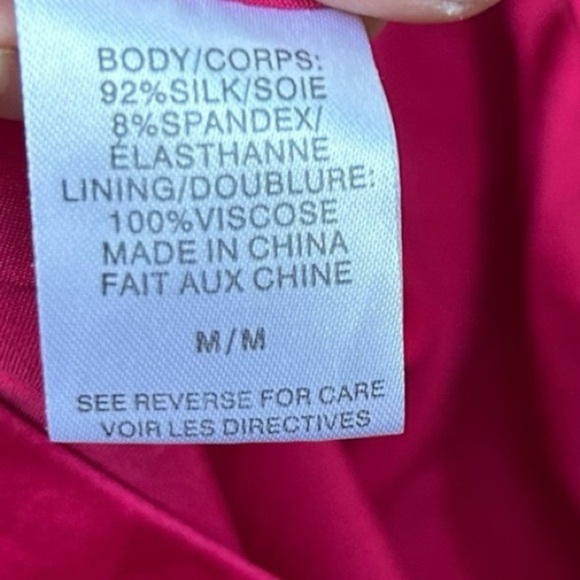 BODY/CORPS:
92%SILK/SOIE
8%SPANDEX/
ÉLASTHANNE
LINING/DOUBLURE:
100%VISCOSE
MADE IN CHINA
FAIT AUX CHINE
M/M
SEE REVERSE FOR CARE
VOIR LES DIRECTIVES